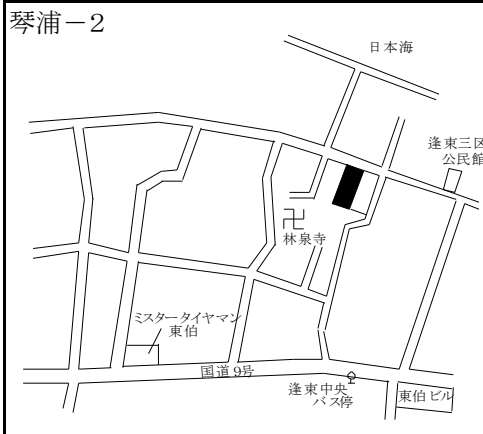 琴浦－2
日本海
逢東三区
公民館
林泉寺
ミスタータイヤマン
東伯
国道9号
逢東中央
バス停
東伯ビル